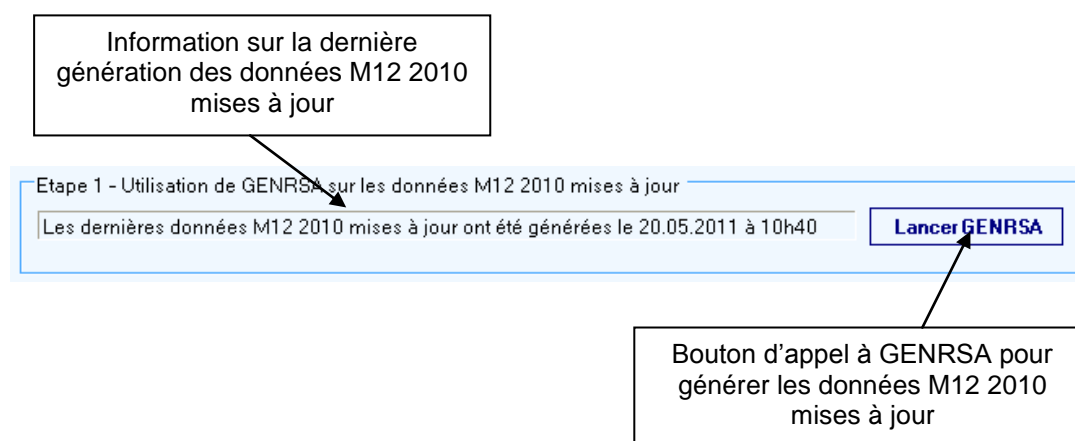 Information sur la dernière
génération des données M12 2010
mises à jour
Etape 1 - Utilisation de GENRSA sur les données M12 2010 mises à jour
Les dernières données M12 2010 mises à jour ont été générées le 20.05.2011 à 10h40
Lancer GENRSA
Bouton d'appel à GENRSA pour
générer les données M12 2010
mises à jour